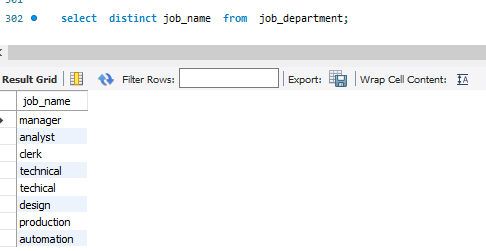 302 select distinct job_name from job_department;
Result Grid Filter Rows: Export: Wrap Cell Content:
job_name
manager
analyst
clerk
technical
techical
design
production
automation